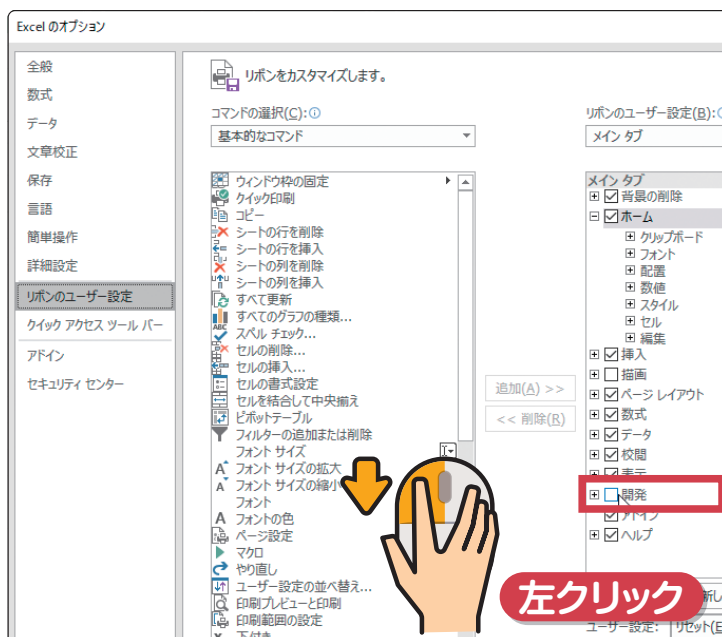 Excel のオプション
全般
数式
データ
文章校正
保存
言語
簡単操作
詳細設定
リボンのユーザー設定
クイック アクセス ツール バー
アドイン
セキュリティ センター
リボンをカスタマイズします。
コマンドの選択(C):
基本的なコマンド
ウィンドウ枠の固定
クイック印刷
コピー
シートの行を削除
シートの行を挿入
シートの列を削除
シートの列を挿入
すべて更新
すべてのグラフの種類...
スペル チェック...
セルの削除...
セルの挿入...
セルの書式設定
セルを結合して中央揃え
ピボットテーブル
フィルターの追加または削除
フォント サイズ
フォント サイズの拡大
フォント サイズの縮小
フォント
フォントの色
ページ設定
マクロ
やり直し
ユーザー設定の並べ替え...
印刷プレビューと印刷
印刷範囲の設定
下付き
追加(A) >>
<< 削除(R)
リボンのユーザー設定(B):
メイン タブ
メイン タブ
背景の削除
ホーム
クリップボード
フォント
配置
数値
スタイル
セル
編集
挿入
描画
ページ レイアウト
数式
データ
校閲
表示
開発
アドイン
ヘルプ
左クリック
新し
ユーザー設定:
リセット(E